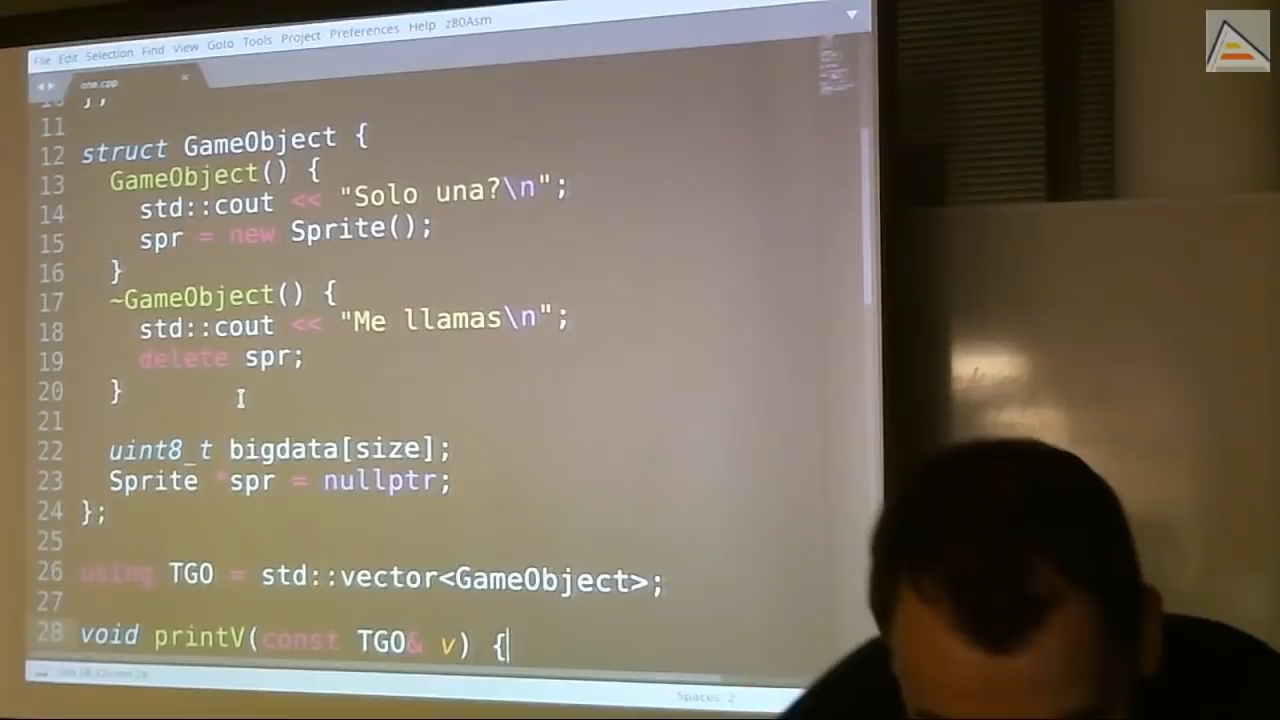 File Edit Selection Find View Goto Tools Project Preferences Help z80Asm
one.cpp
10 };
11
12 struct GameObject {
13 GameObject() {
14 std::cout << "Solo una?\n";
15 spr = new Sprite();
16 }
17 ~GameObject() {
18 std::cout << "Me llamas\n";
19 delete spr;
20 }
21
22 uint8_t bigdata[size];
23 Sprite *spr = nullptr;
24 };
25
26 using TGO = std::vector<GameObject>;
27
28 void printV(const TGO& v) {
Spaces: 2